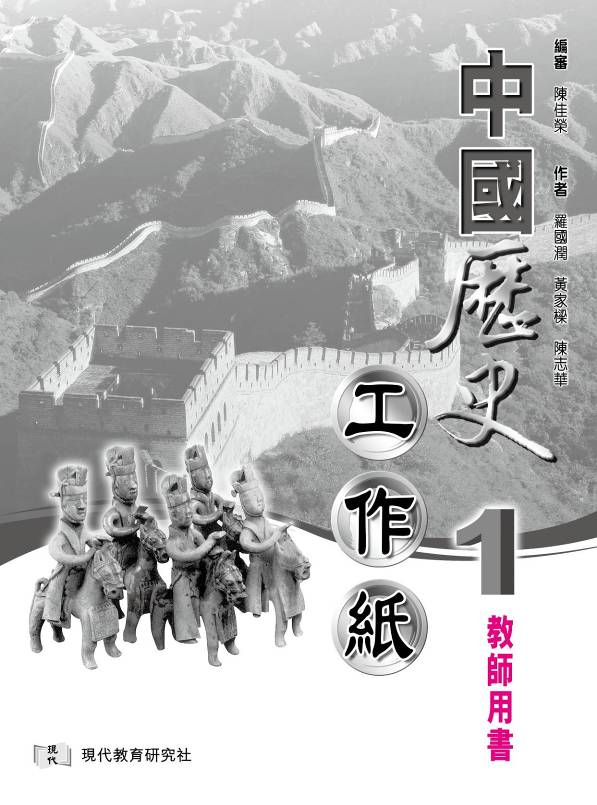 編審 陳佳榮 作者 羅國潤 黃家樑 陳志華
中國歷史
工作紙
1
教師用書
現代
現代教育研究社